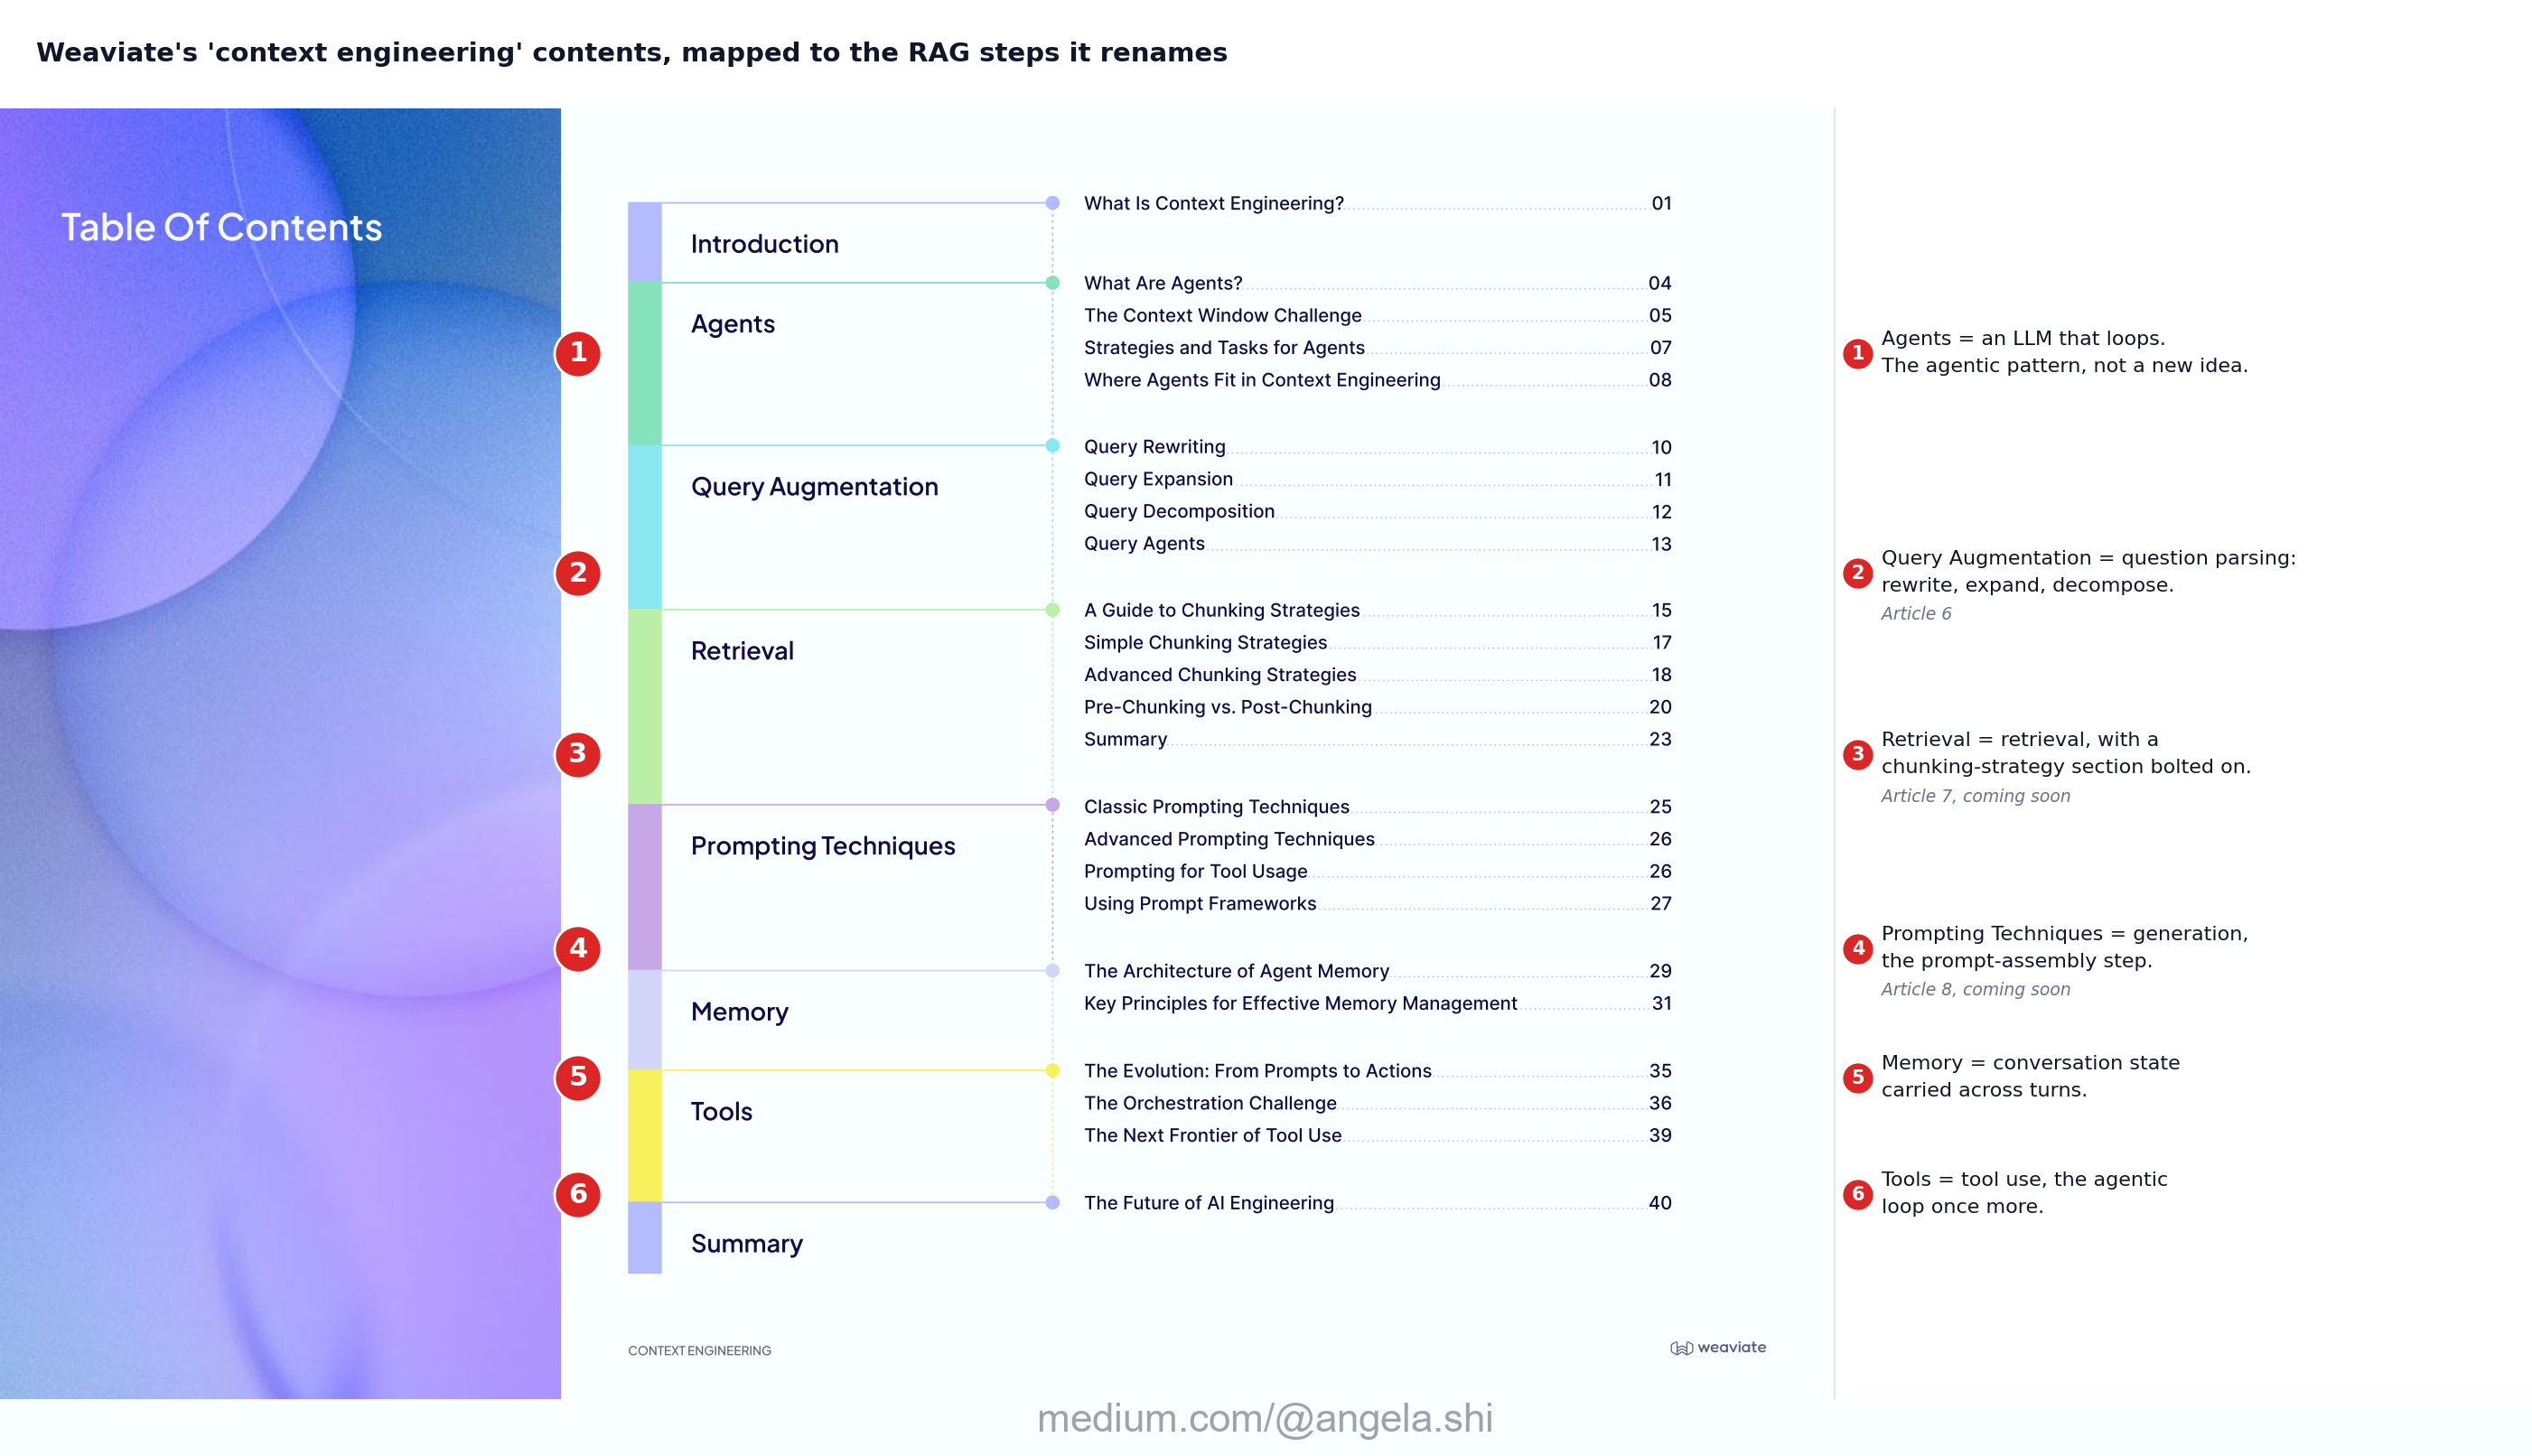 Weaviate's 'context engineering' contents, mapped to the RAG steps it renames
Table Of Contents
Introduction
What Is Context Engineering? 01
Agents
What Are Agents? 04
The Context Window Challenge 05
Strategies and Tasks for Agents 07
Where Agents Fit in Context Engineering 08
1
Query Augmentation
Query Rewriting 10
Query Expansion 11
Query Decomposition 12
Query Agents 13
2
Retrieval
A Guide to Chunking Strategies 15
Simple Chunking Strategies 17
Advanced Chunking Strategies 18
Pre-Chunking vs. Post-Chunking 20
Summary 23
3
Prompting Techniques
Classic Prompting Techniques 25
Advanced Prompting Techniques 26
Prompting for Tool Usage 26
Using Prompt Frameworks 27
4
Memory
The Architecture of Agent Memory 29
Key Principles for Effective Memory Management 31
5
Tools
The Evolution: From Prompts to Actions 35
The Orchestration Challenge 36
The Next Frontier of Tool Use 39
6
Summary
The Future of AI Engineering 40
CONTEXT ENGINEERING
weaviate
1 Agents = an LLM that loops.
The agentic pattern, not a new idea.
2 Query Augmentation = question parsing:
rewrite, expand, decompose.
Article 6
3 Retrieval = retrieval, with a
chunking-strategy section bolted on.
Article 7, coming soon
4 Prompting Techniques = generation,
the prompt-assembly step.
Article 8, coming soon
5 Memory = conversation state
carried across turns.
6 Tools = tool use, the agentic
loop once more.
medium.com/@angela.shi